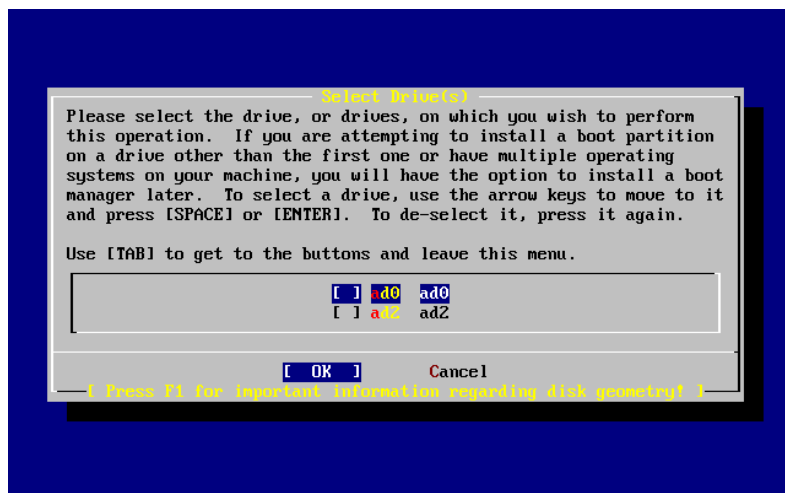 Select Drive(s)
Please select the drive, or drives, on which you wish to perform
this operation.  If you are attempting to install a boot partition
on a drive other than the first one or have multiple operating
systems on your machine, you will have the option to install a boot
manager later.  To select a drive, use the arrow keys to move to it
and press [SPACE] or [ENTER].  To de-select it, press it again.
Use [TAB] to get to the buttons and leave this menu.
[ ] ad0  ad0
[ ] ad2  ad2
[  OK  ]  Cancel
[ Press F1 for important information regarding disk geometry! ]